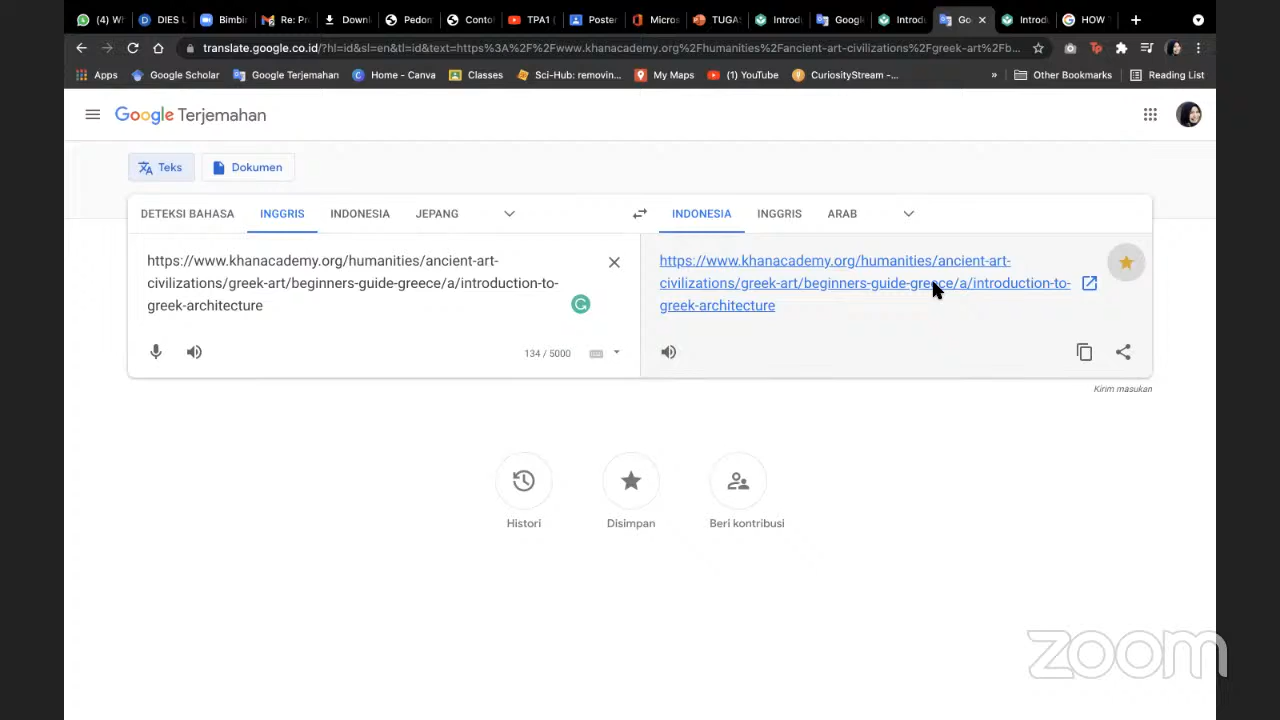 (4) W
DIES
Bimbir
Re: Pr
Downl
Pedom
Conto
TPA1 (
Poster
Micros
TUGA
Introd
Google
Introdu
Go
Introdu
HOW T
translate.google.co.id/?hl=id&sl=en&tl=id&text=https%3A%2F%2Fwww.khanacademy.org%2Fhumanities%2Fancient-art-civilizations%2Fgreek-art%2Fb...
Apps Google Scholar Google Terjemahan Home - Canva Classes Sci-Hub: removin... My Maps (1) YouTube CuriosityStream -... » Other Bookmarks Reading List
Google Terjemahan
Teks Dokumen
DETEKSI BAHASA INGGRIS INDONESIA JEPANG INDONESIA INGGRIS ARAB
https://www.khanacademy.org/humanities/ancient-art-
civilizations/greek-art/beginners-guide-greece/a/introduction-to-
greek-architecture
134 / 5000
https://www.khanacademy.org/humanities/ancient-art-
civilizations/greek-art/beginners-guide-greece/a/introduction-to-
greek-architecture
Kirim masukan
Histori Disimpan Beri kontribusi
zoom